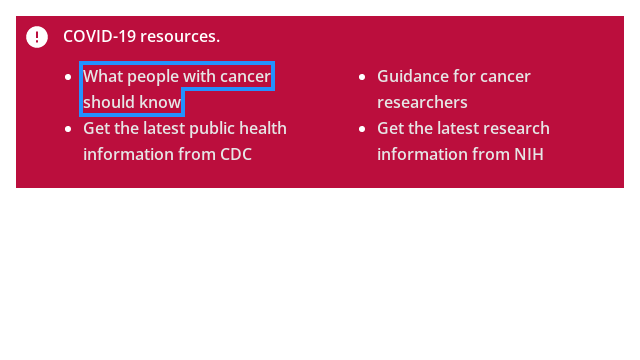 COVID-19 resources.
What people with cancer
should know
Get the latest public health
information from CDC
Guidance for cancer
researchers
Get the latest research
information from NIH